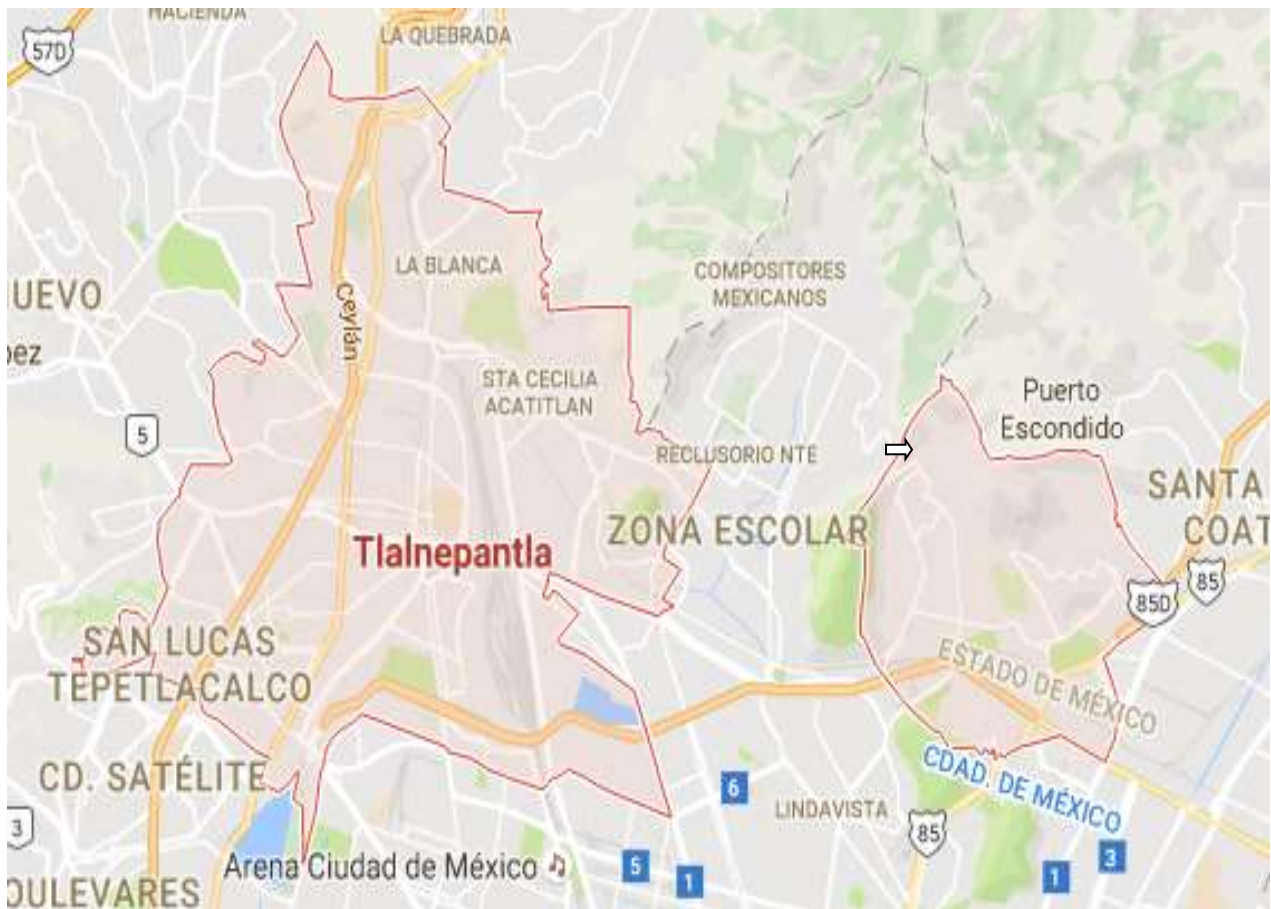 HACIENDA
LA QUEBRADA
57D
LA BLANCA
COMPOSITORES
MEXICANOS
UEVO
Ceylán
pez
STA CECILIA
ACATITLAN
Puerto
Escondido
5
RECLUSORIO NTE
SANTA
COAT
ZONA ESCOLAR
Tlalnepantla
85
85D
SAN LUCAS
TEPETLACALCO
ESTADO DE MÉXICO
CD. SATÉLITE
CDAD. DE MÉXICO
6
LINDAVISTA
3
85
Arena Ciudad de México
5
1
1
3
OULEVARES